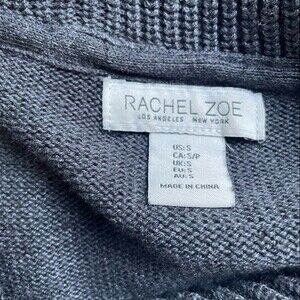 RACHEL ZOE
LOS ANGELES NEW YORK
US:S
CA:S/P
UK:S
EU:S
AU:S
MADE IN CHINA